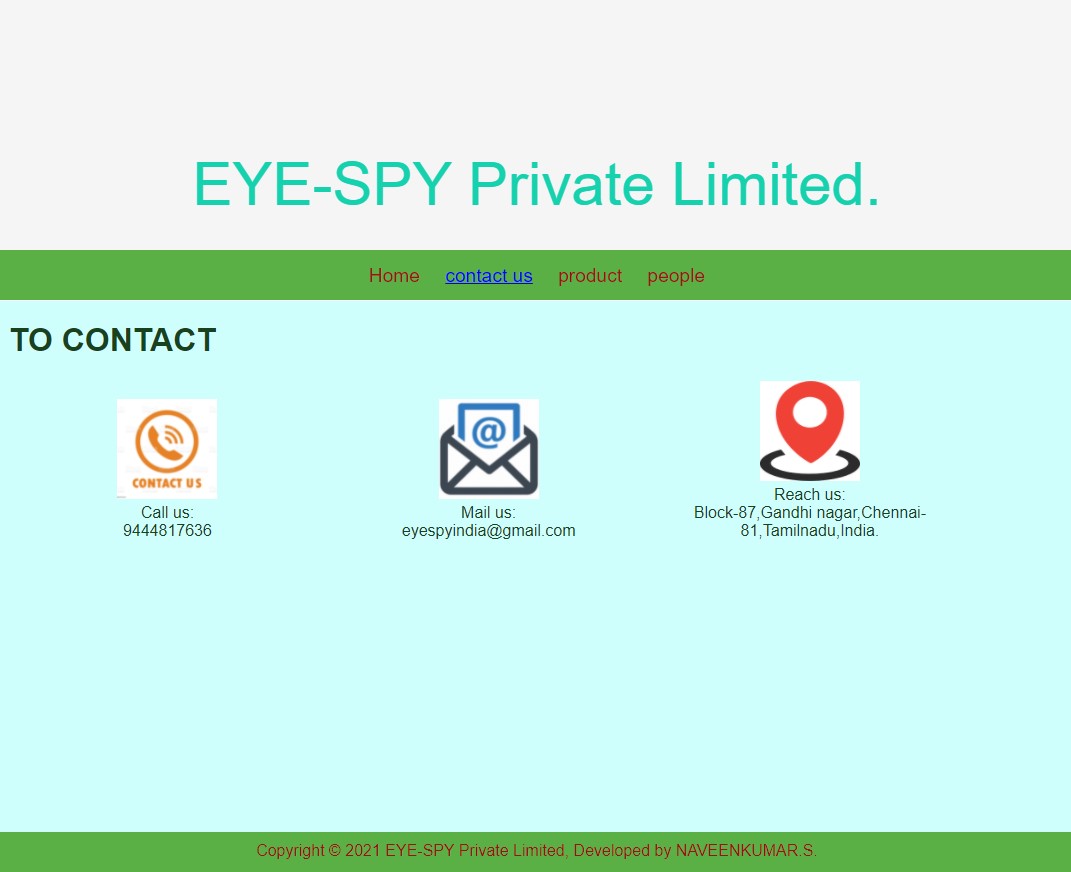 EYE-SPY Private Limited.
Home contact us product people
TO CONTACT
CONTACT US
Call us:
9444817636
@
Mail us:
eyespyindia@gmail.com
Reach us:
Block-87,Gandhi nagar,Chennai-
81,Tamilnadu,India.
Copyright © 2021 EYE-SPY Private Limited, Developed by NAVEENKUMAR.S.